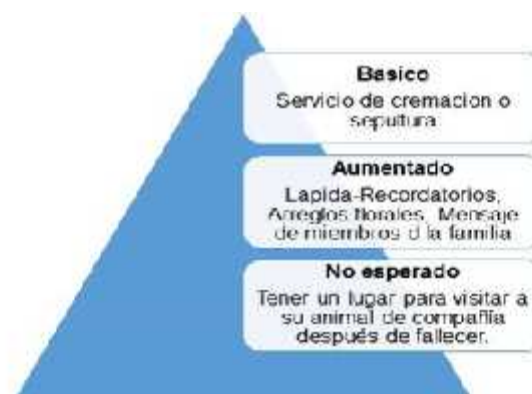 Basico
Servicio de cremacion o
sepultura
Aumentado
Lapida-Recordatorios,
Arreglos florales, Mensaje
de miembros d la familia
No esperado
Tener un lugar para visitar a
su animal de compañía
después de fallecer.